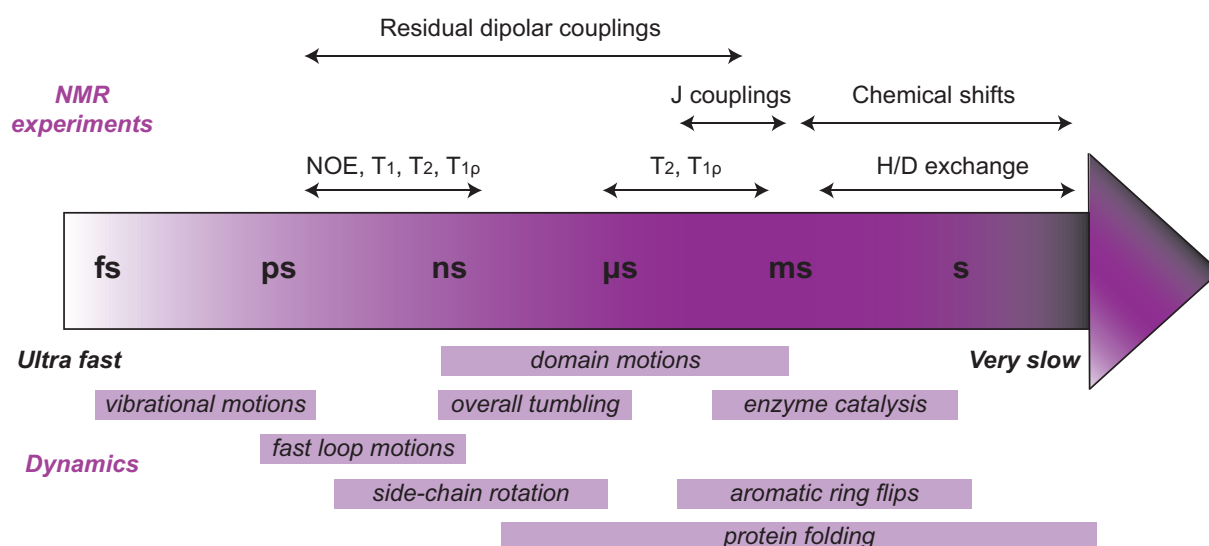 Residual dipolar couplings
NMR
experiments
J couplings
Chemical shifts
NOE, T1, T2, T1ρ
T2, T1ρ
H/D exchange
fs
ps
ns
µs
ms
s
Ultra fast
domain motions
Very slow
vibrational motions
overall tumbling
enzyme catalysis
fast loop motions
Dynamics
side-chain rotation
aromatic ring flips
protein folding